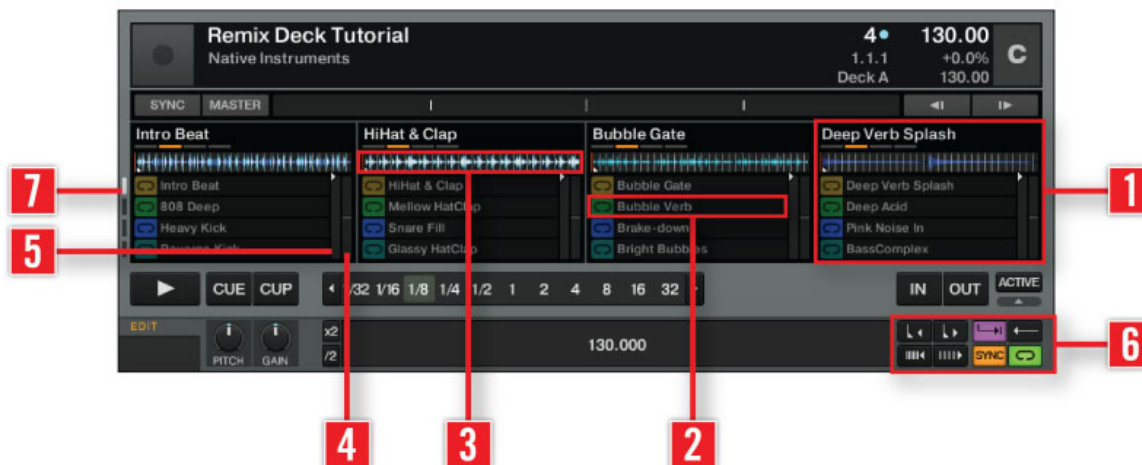 Remix Deck Tutorial
4 130.00
C
Native Instruments
1.1.1 +0.0%
Deck A 130.00
SYNC MASTER
Intro Beat
HiHat & Clap
Bubble Gate
Deep Verb Splash
Intro Beat
808 Deep
Heavy Kick
HiHat & Clap
Mellow HatClap
Snare Fill
Glassy HatClap
Bubble Gate
Bubble Verb
Brake-down
Bright Bubbles
Deep Verb Splash
Deep Acid
Pink Noise In
BassComplex
CUE CUP
1/32 1/16 1/8 1/4 1/2 1 2 4 8 16 32
IN OUT ACTIVE
EDIT
PITCH GAIN
x2
/2
130.000
SYNC
7
5
4
3
2
1
6